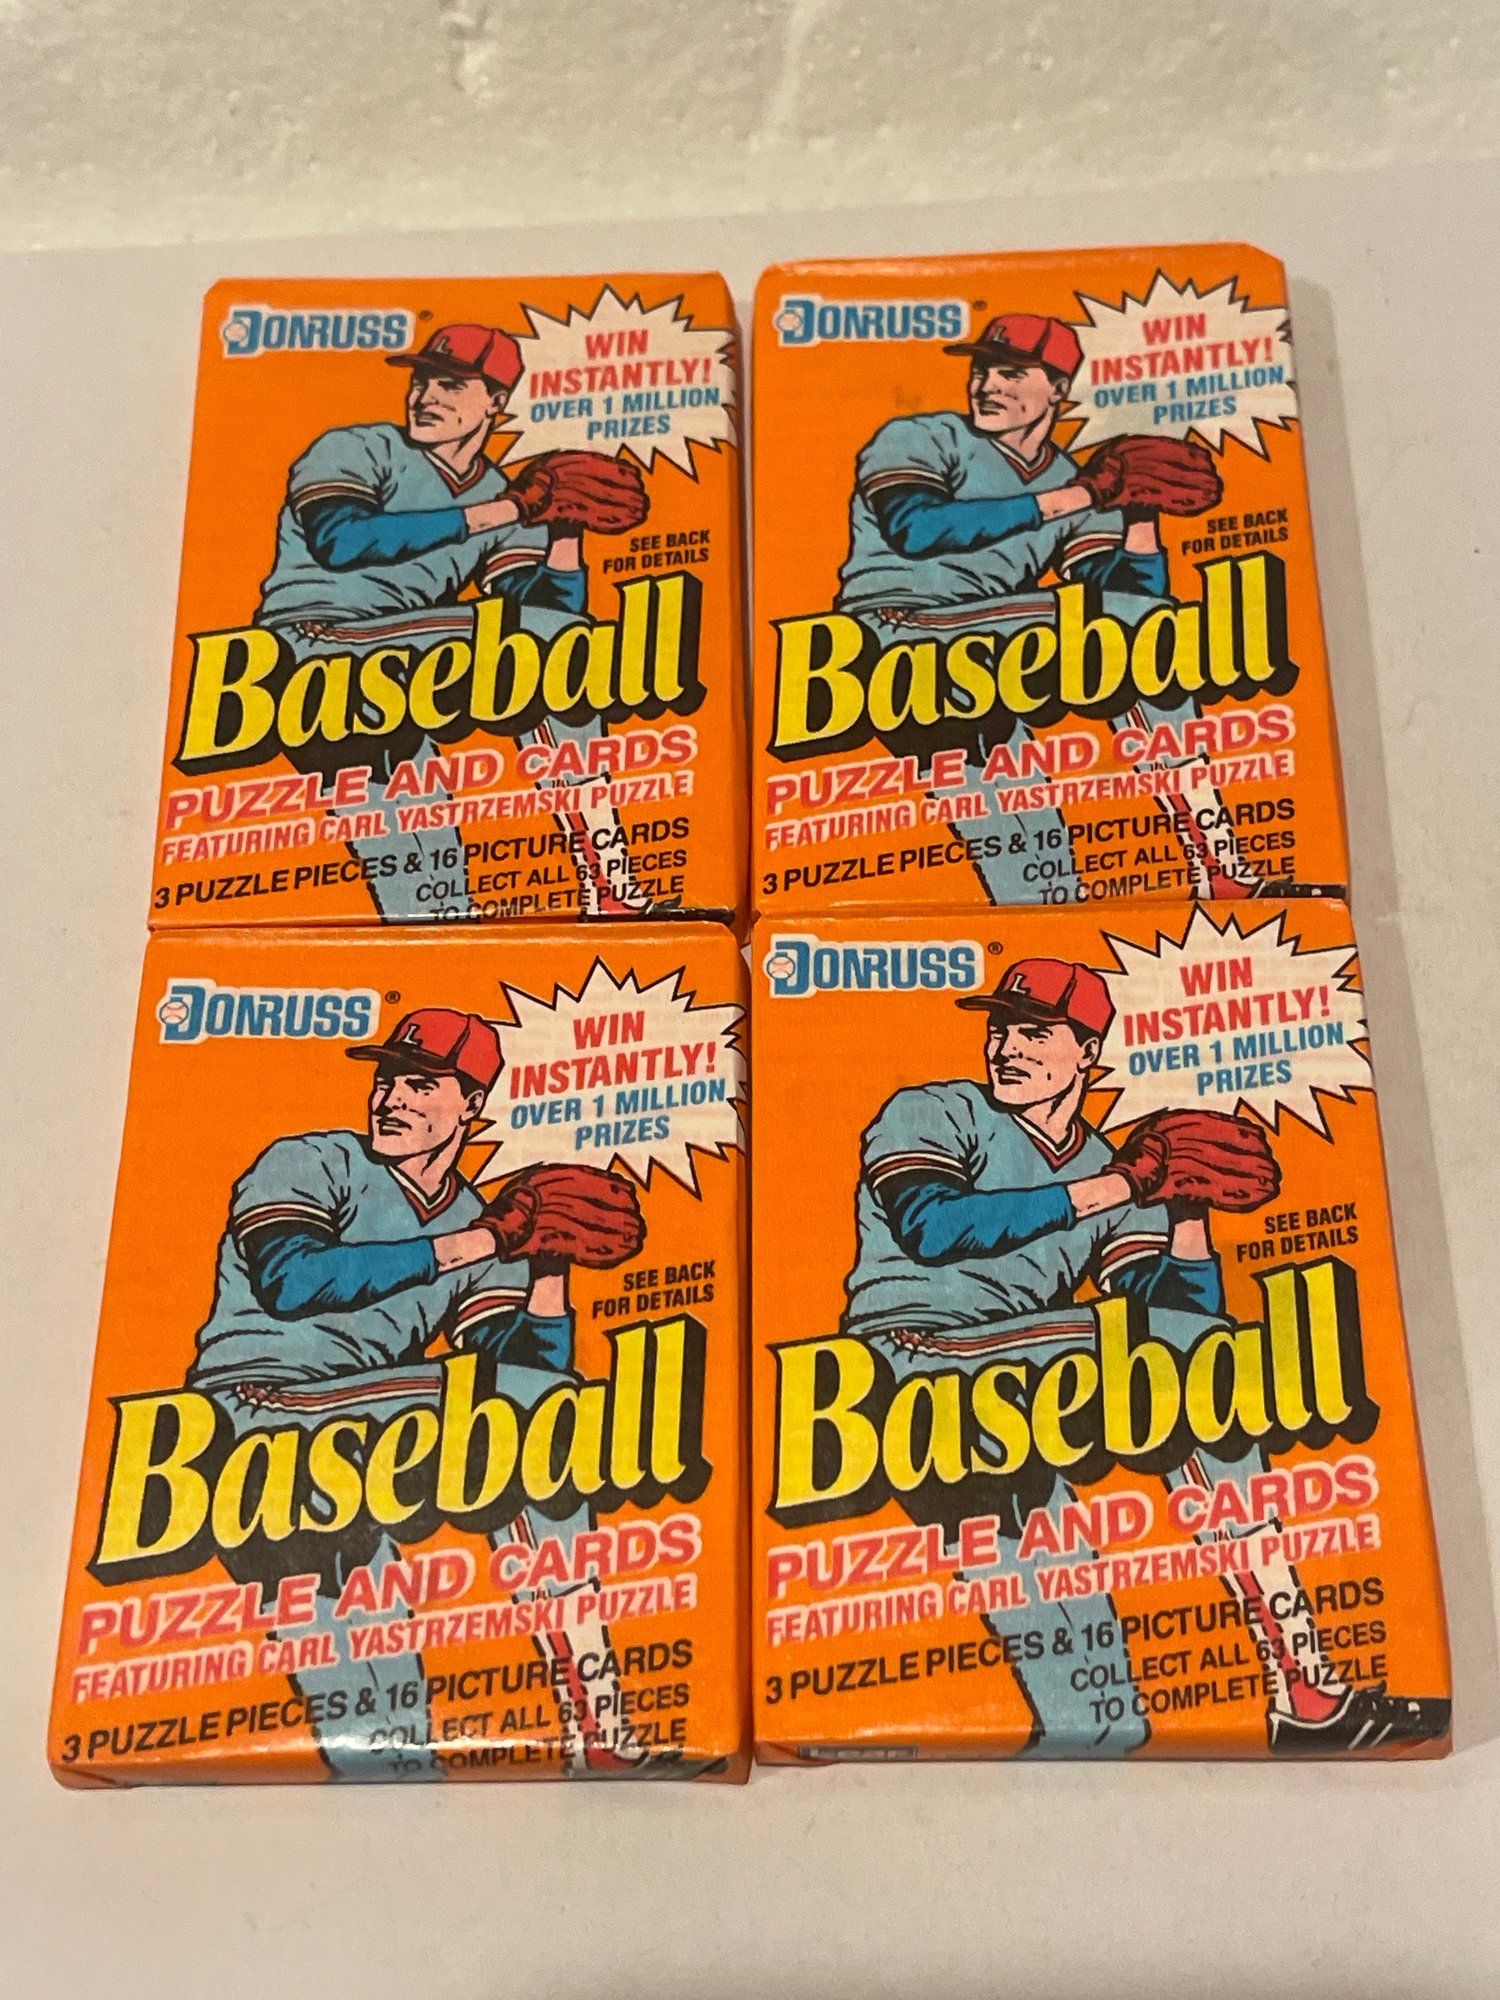 DONRUSS®
WIN
INSTANTLY!
OVER 1 MILLION
PRIZES
L
SEE BACK
FOR DETAILS
Baseball
PUZZLE AND CARDS
FEATURING CARL YASTRZEMSKI PUZZLE
3 PUZZLE PIECES & 16 PICTURE CARDS
COLLECT ALL 63 PIECES
TO COMPLETE PUZZLE
DONRUSS®
WIN
INSTANTLY!
OVER 1 MILLION
PRIZES
L
SEE BACK
FOR DETAILS
Baseball
PUZZLE AND CARDS
FEATURING CARL YASTRZEMSKI PUZZLE
3 PUZZLE PIECES & 16 PICTURE CARDS
COLLECT ALL 63 PIECES
TO COMPLETE PUZZLE
DONRUSS®
WIN
INSTANTLY!
OVER 1 MILLION
PRIZES
L
SEE BACK
FOR DETAILS
Baseball
PUZZLE AND CARDS
FEATURING CARL YASTRZEMSKI PUZZLE
3 PUZZLE PIECES & 16 PICTURE CARDS
COLLECT ALL 63 PIECES
TO COMPLETE PUZZLE
DONRUSS®
WIN
INSTANTLY!
OVER 1 MILLION
PRIZES
L
SEE BACK
FOR DETAILS
Baseball
PUZZLE AND CARDS
FEATURING CARL YASTRZEMSKI PUZZLE
3 PUZZLE PIECES & 16 PICTURE CARDS
COLLECT ALL 63 PIECES
TO COMPLETE PUZZLE